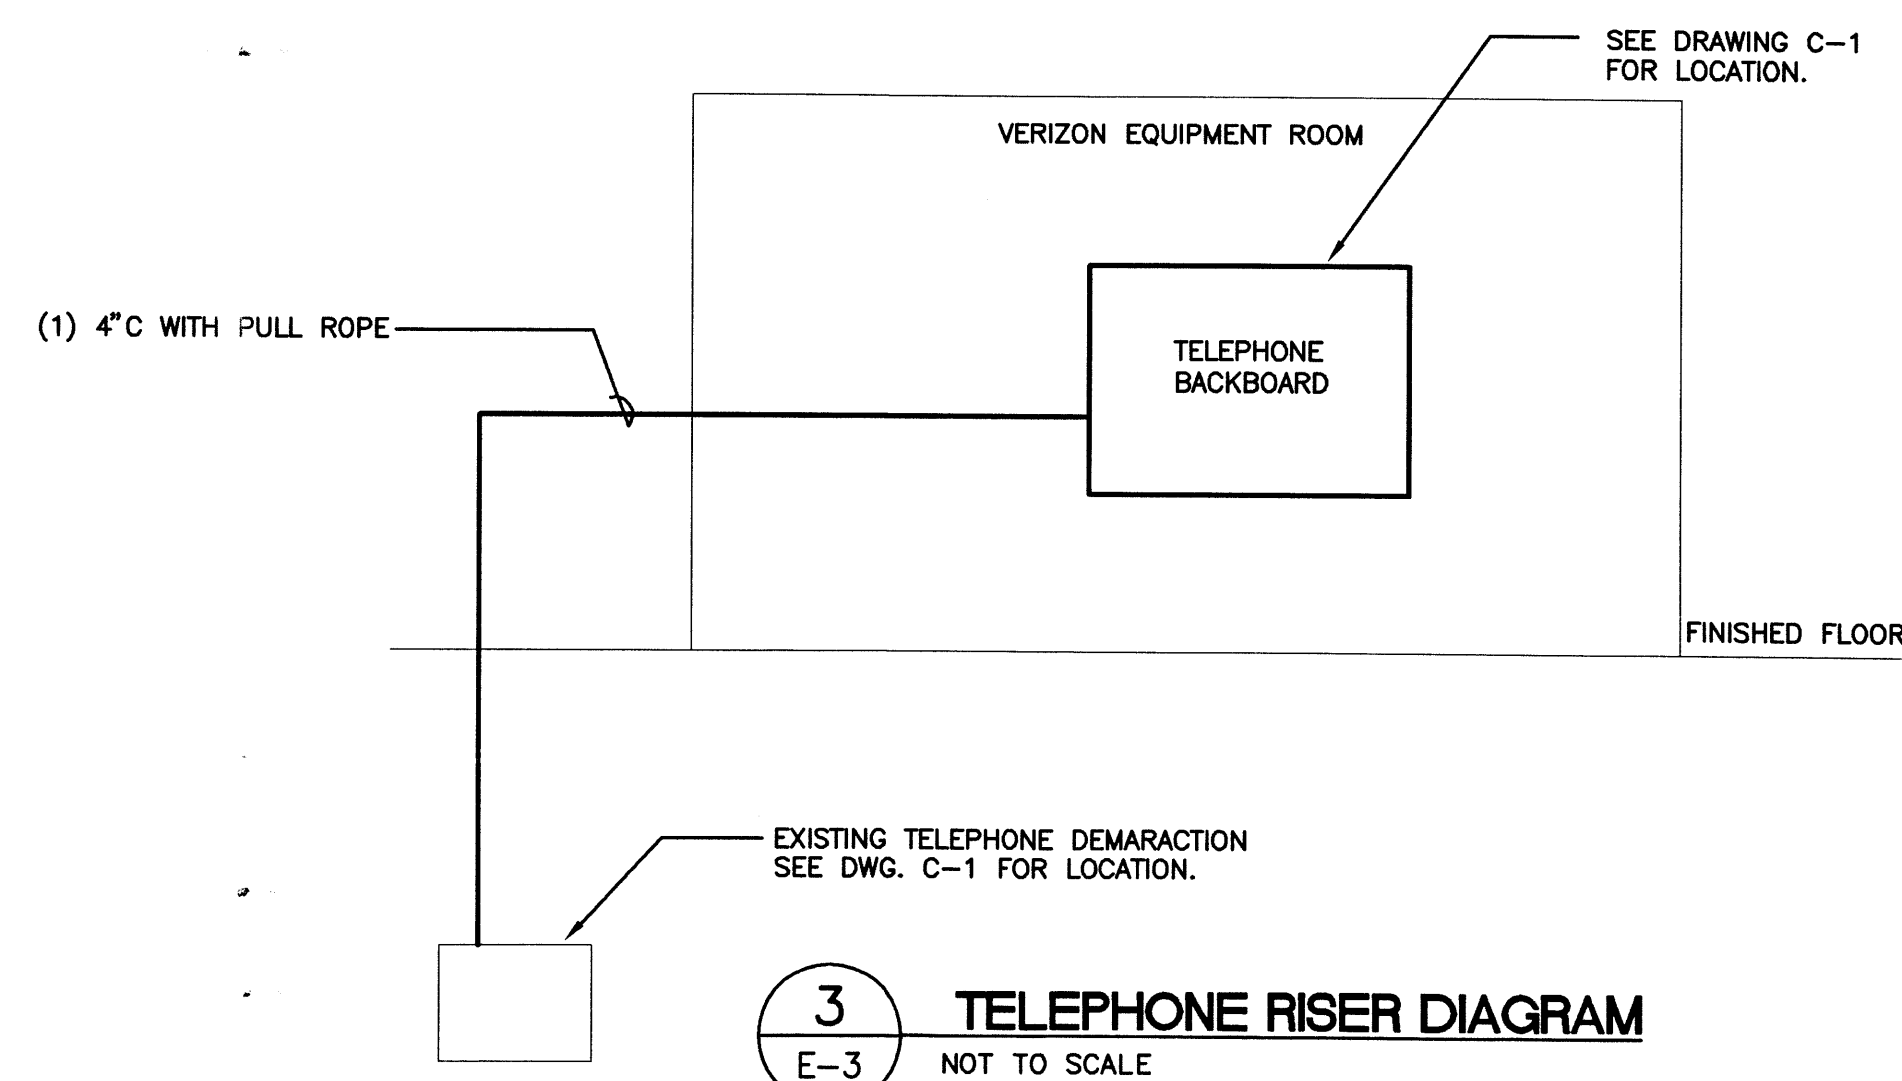 SEE DRAWING C-1
FOR LOCATION.
VERIZON EQUIPMENT ROOM
(1) 4"C WITH PULL ROPE
TELEPHONE
BACKBOARD
FINISHED FLOOR
EXISTING TELEPHONE DEMARACTION
SEE DWG. C-1 FOR LOCATION.
3
TELEPHONE RISER DIAGRAM
E-3
NOT TO SCALE